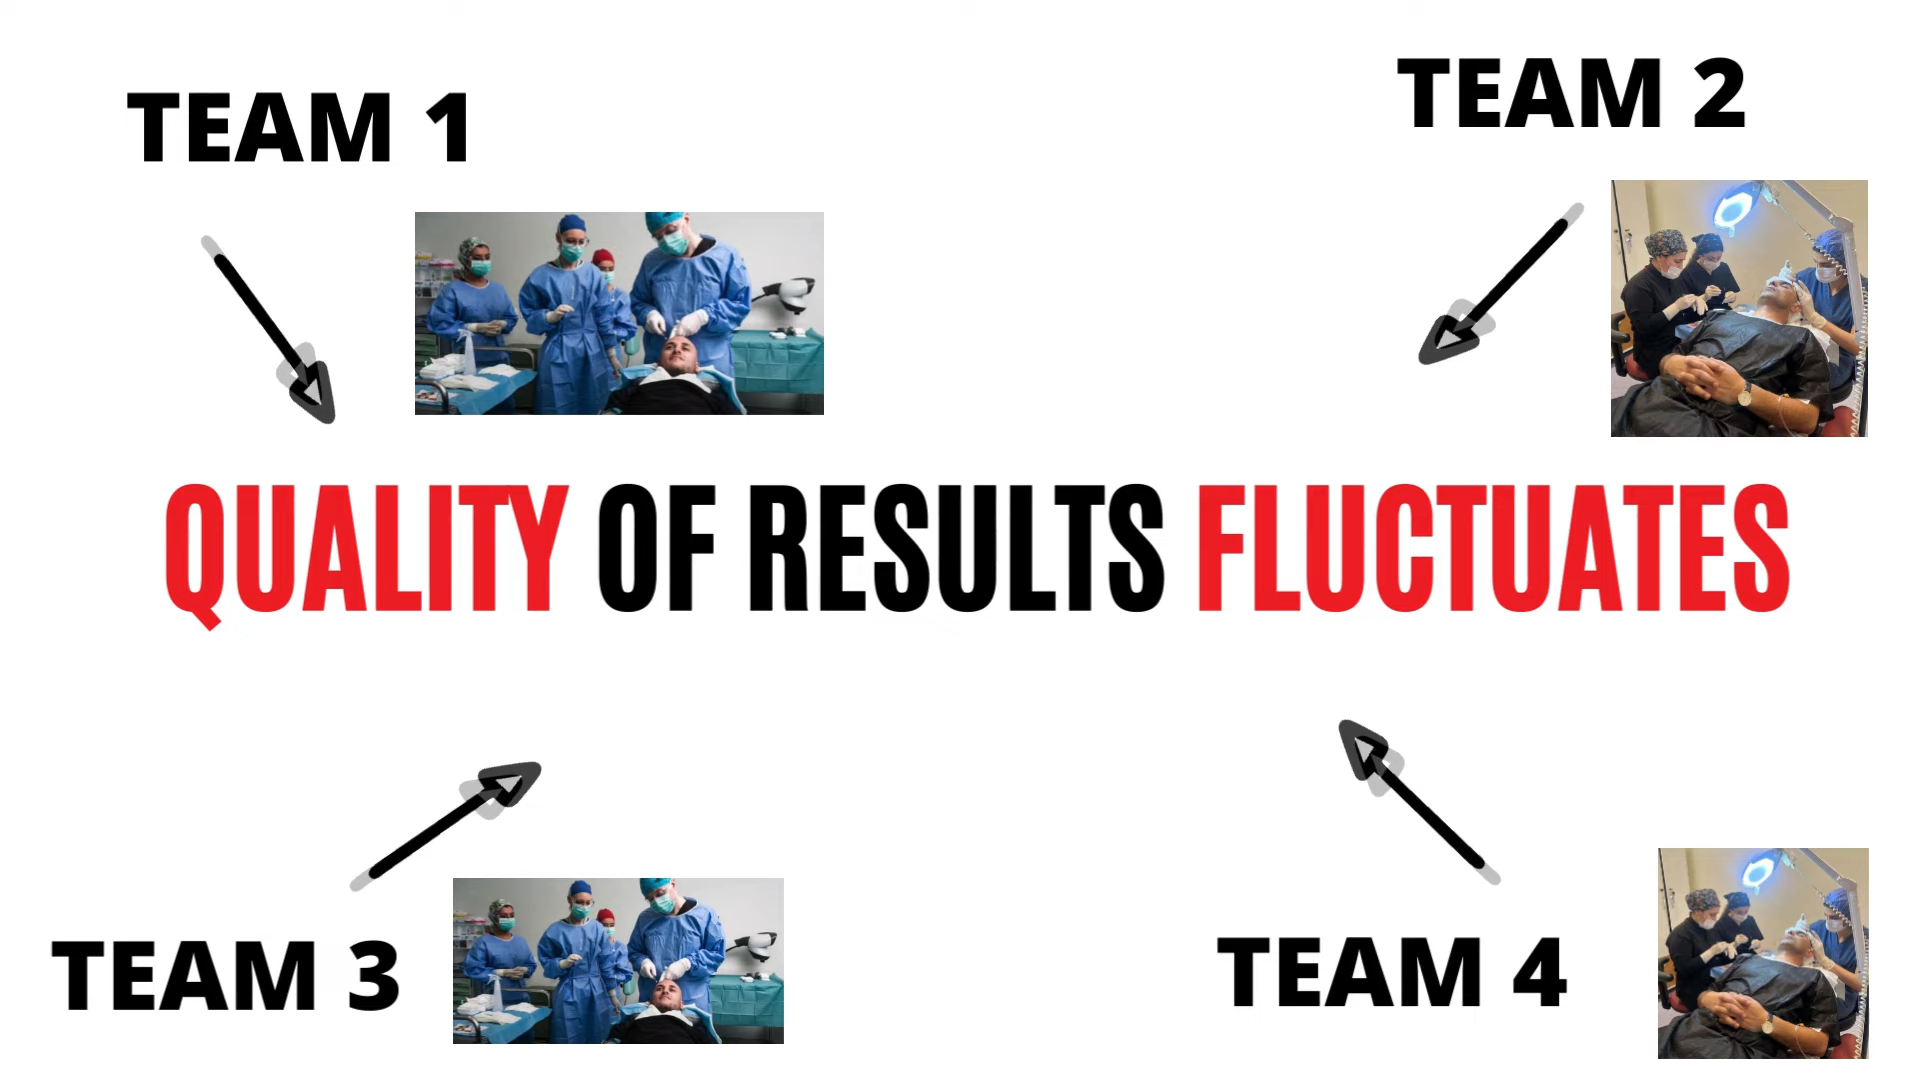 TEAM 1
TEAM 2
QUALITY OF RESULTS FLUCTUATES
TEAM 3
TEAM 4